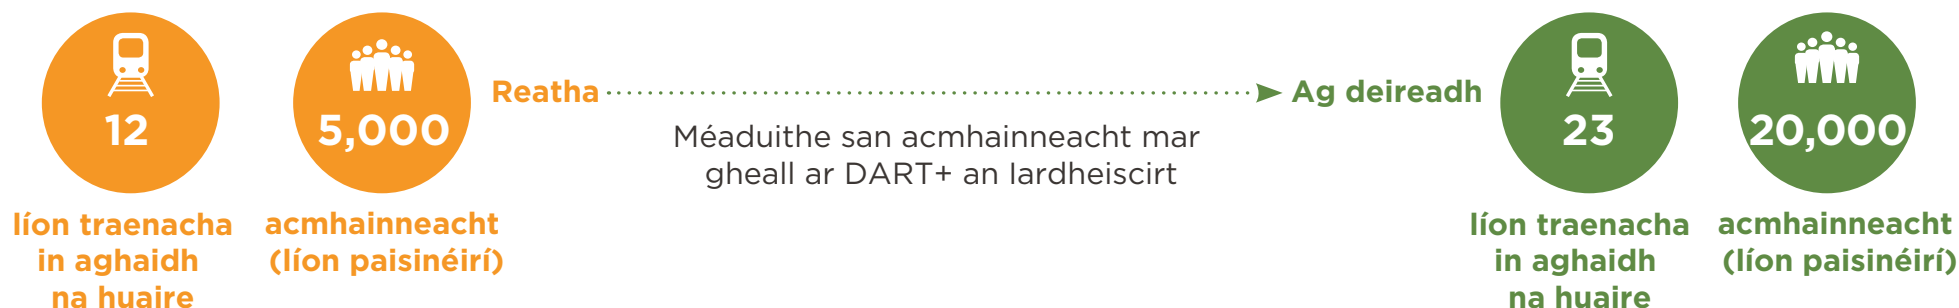 12
líon traenacha
in aghaidh
na huaire
5,000
acmhainneacht
(líon paisinéirí)
Reatha
Méaduithe san acmhainneacht mar
gheall ar DART+ an Iardheiscirt
Ag deireadh
23
líon traenacha
in aghaidh
na huaire
20,000
acmhainneacht
(líon paisinéirí)